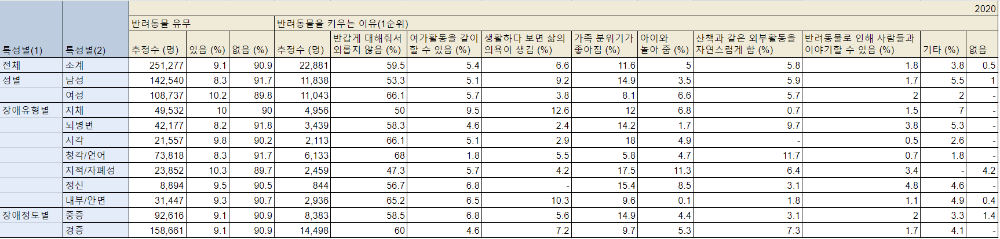 2020
반려동물 유무 반려동물을 키우는 이유(1순위)
특성별(1) 특성별(2) 추정수 (명) 있음 (%) 없음 (%) 추정수 (명) 반갑게 대해줘서 외롭지 않음 (%) 여가활동을 같이 할 수 있음 (%) 생활하다 보면 삶의 의욕이 생김 (%) 가족 분위기가 좋아짐 (%) 아이와 놀아 줌 (%) 산책과 같은 외부활동을 자연스럽게 함 (%) 반려동물로 인해 사람들과 이야기할 수 있음 (%) 기타 (%) 없음
전체 소계 251,277 9.1 90.9 22,881 59.5 5.4 6.6 11.6 5 5.8 1.8 3.8 0.5
성별 남성 142,540 8.3 91.7 11,838 53.3 5.1 9.2 14.9 3.5 5.9 1.7 5.5 1
여성 108,737 10.2 89.8 11,043 66.1 5.7 3.8 8.1 6.6 5.7 2 2 -
장애유형별 지체 49,532 10 90 4,956 50 9.5 12.6 12 6.8 0.7 1.5 7 -
뇌병변 42,177 8.2 91.8 3,439 58.3 4.6 2.4 14.2 1.7 9.7 3.8 5.3 -
시각 21,557 9.8 90.2 2,113 66.1 5.1 2.9 18 4.9 - 0.5 2.6 -
청각/언어 73,818 8.3 91.7 6,133 68 1.8 5.5 5.8 4.7 11.7 0.7 1.8 -
지적/자폐성 23,852 10.3 89.7 2,459 47.3 5.7 4.2 17.5 11.3 6.4 3.4 - 4.2
정신 8,894 9.5 90.5 844 56.7 6.8 - 15.4 8.5 3.1 4.8 4.6 -
내부/안면 31,447 9.3 90.7 2,936 65.2 6.5 10.3 9.6 0.1 1.8 1.1 4.9 0.4
장애정도별 중증 92,616 9.1 90.9 8,383 58.5 6.8 5.6 14.9 4.4 3.1 2 3.3 1.4
경증 158,661 9.1 90.9 14,498 60 4.6 7.2 9.7 5.3 7.3 1.7 4.1 -